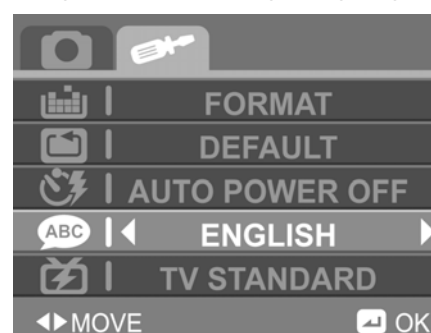 FORMAT
DEFAULT
AUTO POWER OFF
ABC ENGLISH
TV STANDARD
MOVE OK